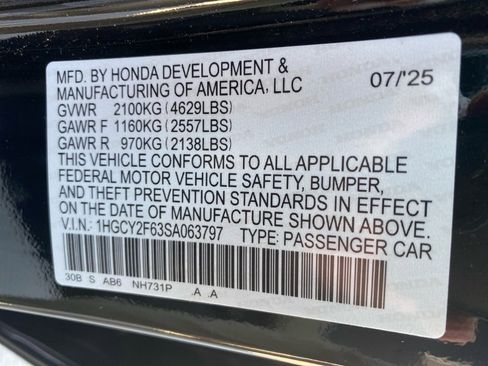 MFD. BY HONDA DEVELOPMENT &
MANUFACTURING OF AMERICA, LLC 07/'25
GVWR 2100KG (4629LBS)
GAWR F 1160KG (2557LBS)
GAWR R 970KG (2138LBS)
THIS VEHICLE CONFORMS TO ALL APPLICABLE
FEDERAL MOTOR VEHICLE SAFETY, BUMPER,
AND THEFT PREVENTION STANDARDS IN EFFECT
ON THE DATE OF MANUFACTURE SHOWN ABOVE.
V.I.N.: 1HGCY2F63SA063797 TYPE: PASSENGER CAR
30B S AB6 NH731P .A .A